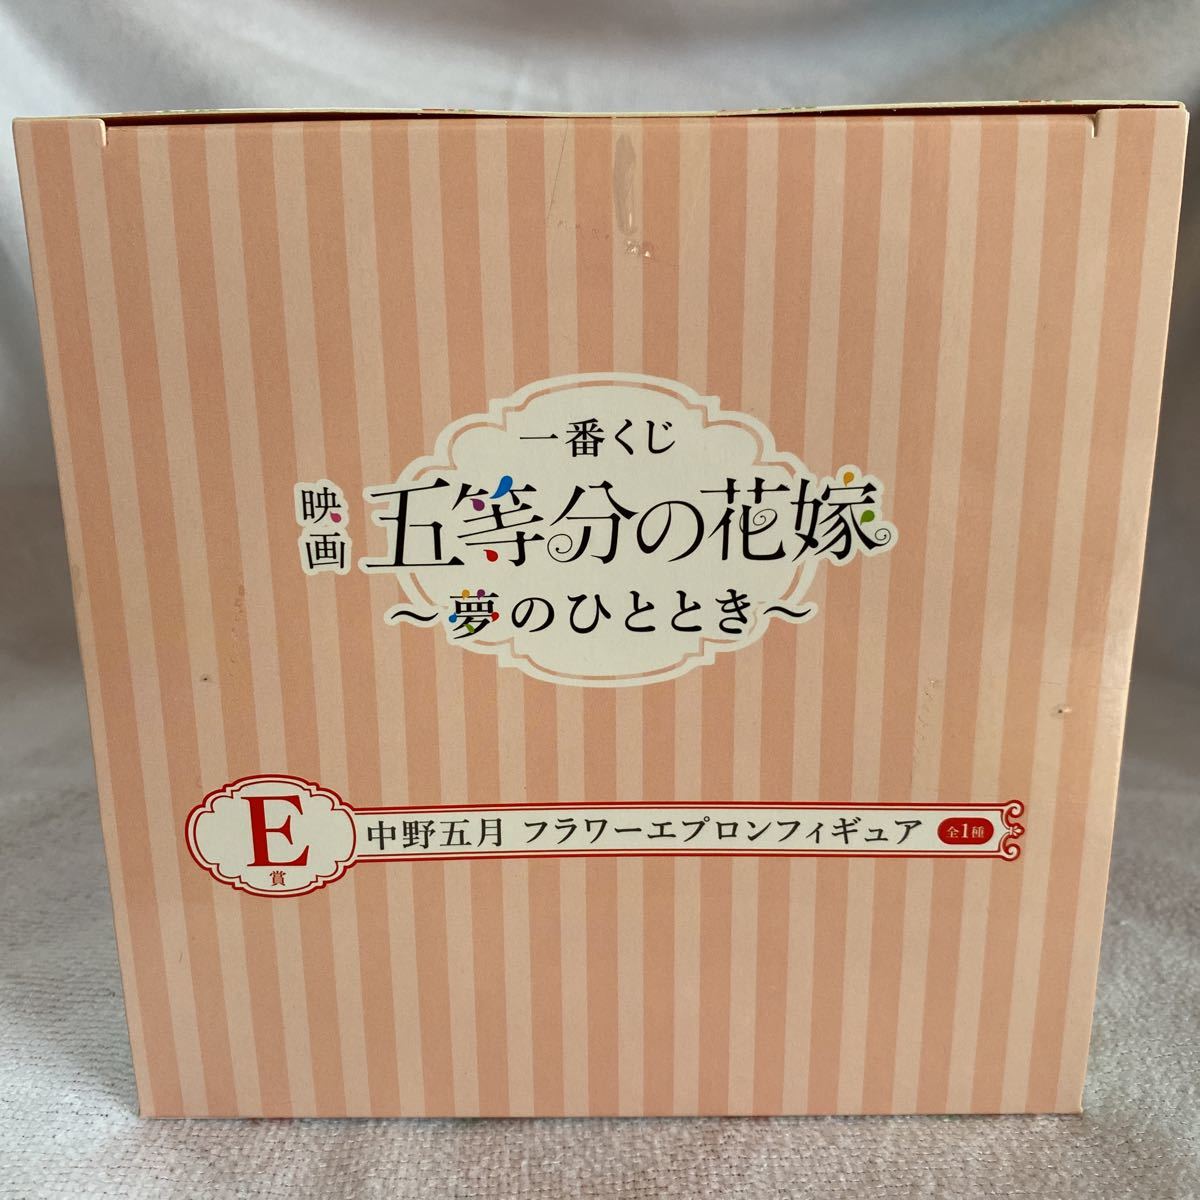 一番くじ
映画 五等分の花嫁
～夢のひととき～
E賞 中野五月 フラワーエプロンフィギュア 全1種